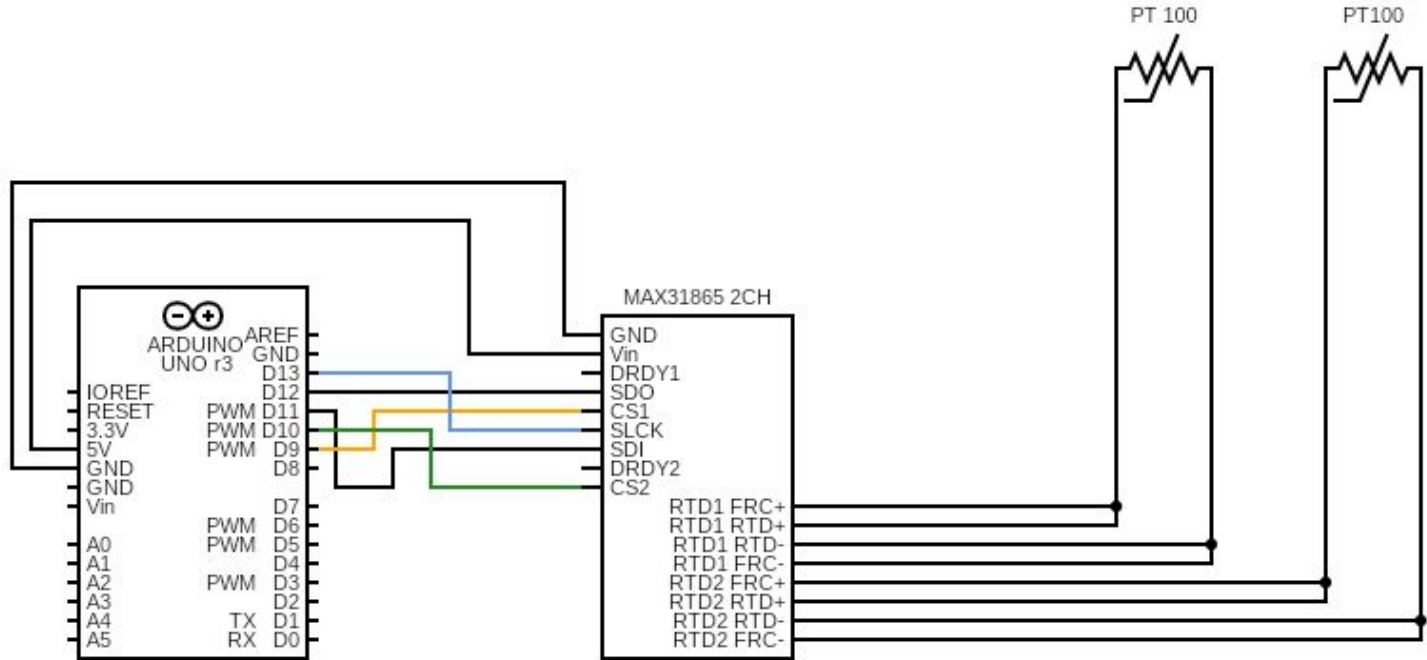 PT 100
PT100
ARDUINO
UNO r3
AREF
GND
D13
D12
PWM D11
PWM D10
PWM D9
D8
D7
PWM D6
PWM D5
D4
PWM D3
D2
TX D1
RX D0
IOREF
RESET
3.3V
5V
GND
GND
Vin
A0
A1
A2
A3
A4
A5
MAX31865 2CH
GND
Vin
DRDY1
SDO
CS1
SLCK
SDI
DRDY2
CS2
RTD1 FRC+
RTD1 RTD+
RTD1 RTD-
RTD1 FRC-
RTD2 FRC+
RTD2 RTD+
RTD2 RTD-
RTD2 FRC-